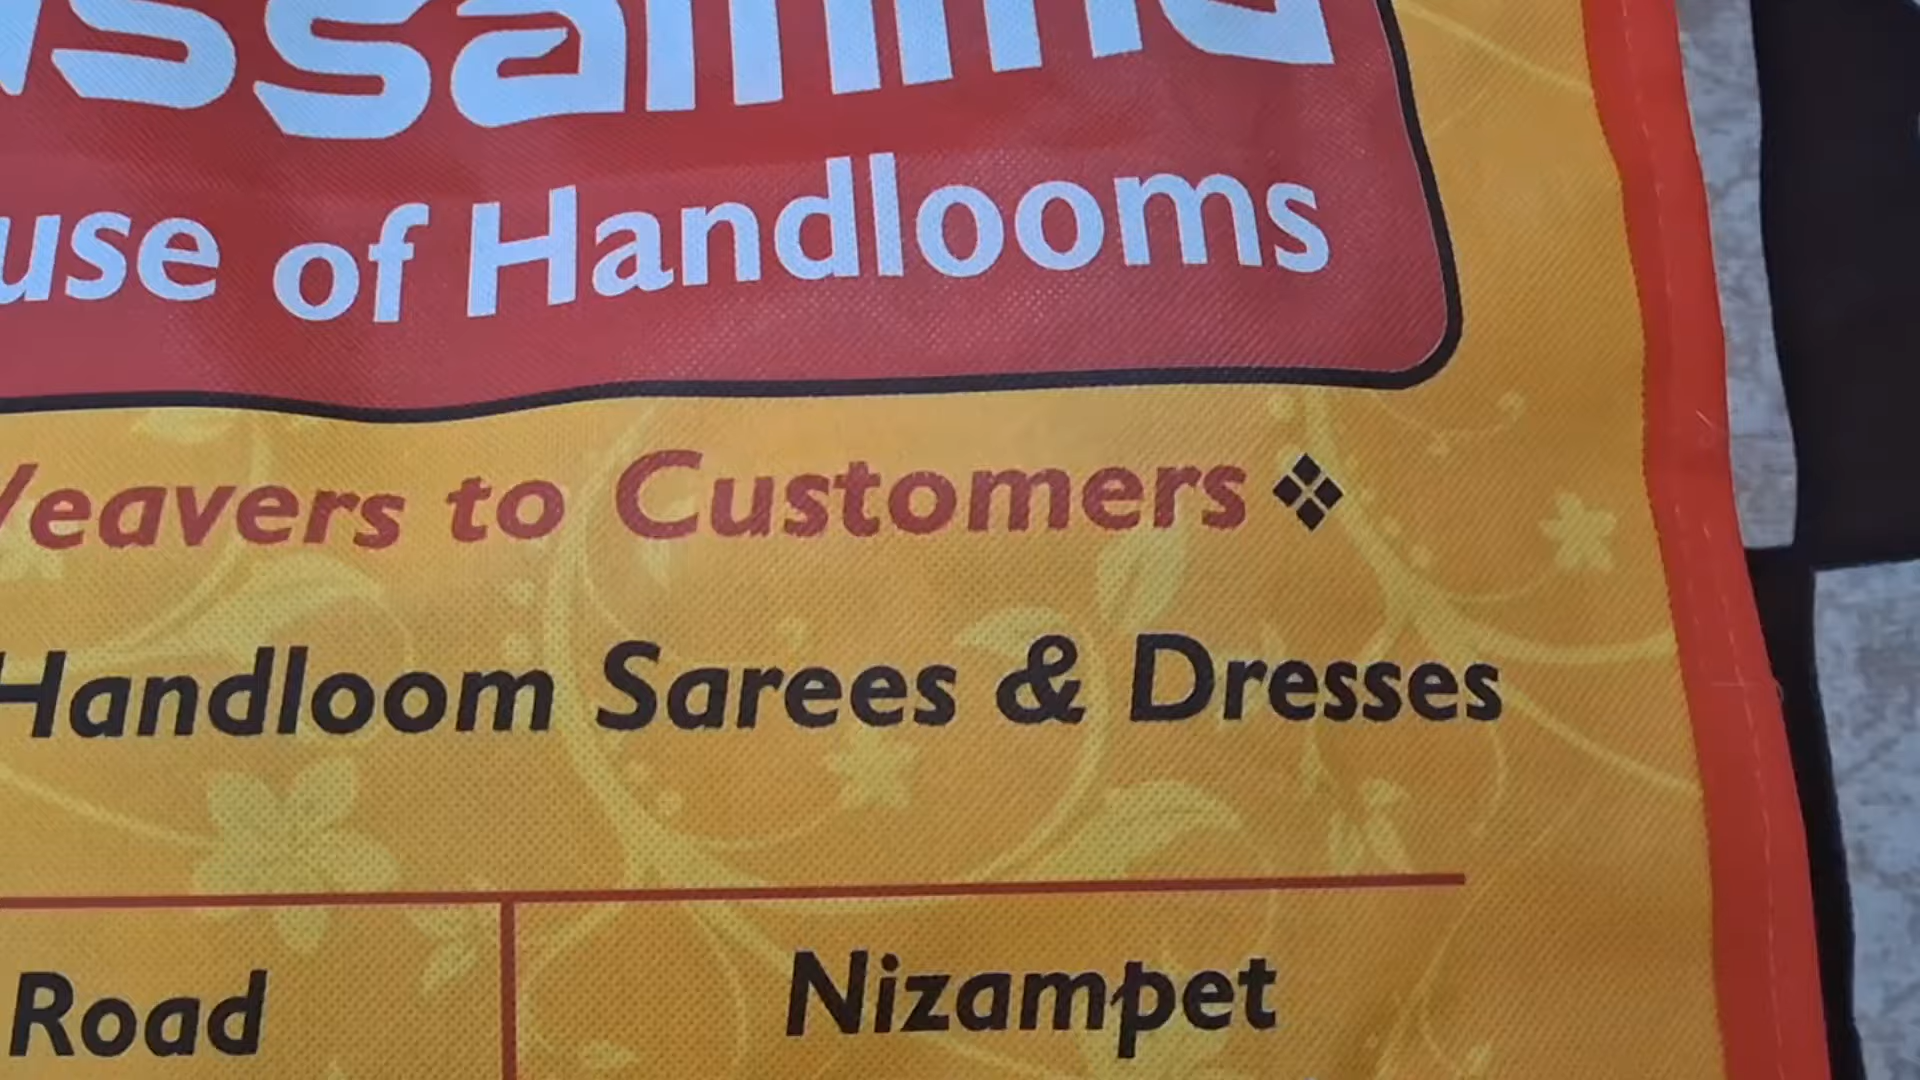 use of Handlooms
eavers to Customers
Handloom Sarees & Dresses
Road
Nizampet